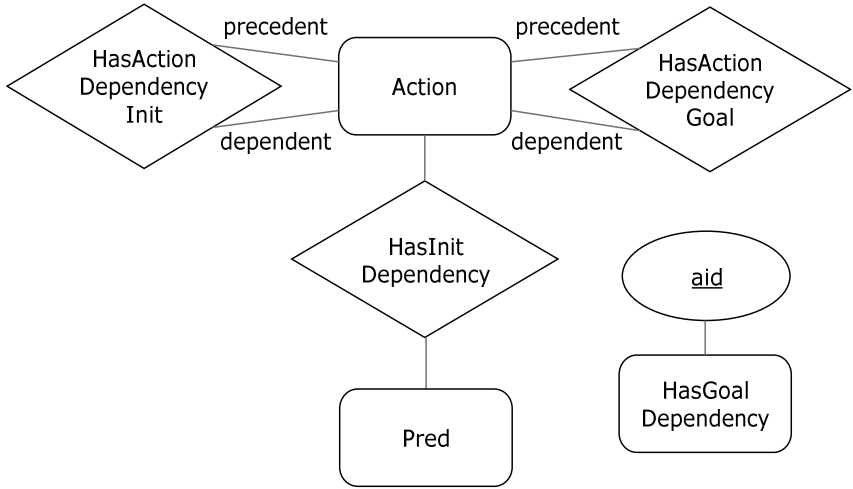 precedent
precedent
HasAction
Dependency
Init
Action
HasAction
Dependency
Goal
dependent
dependent
HasInit
Dependency
aid
HasGoal
Dependency
Pred